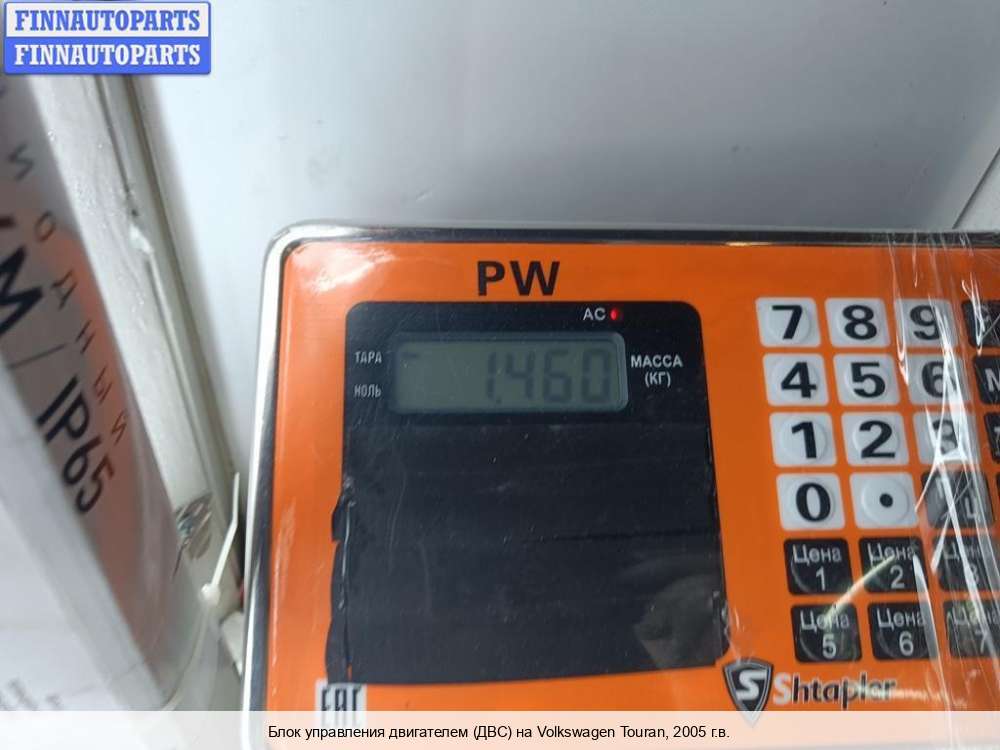 FINNAUTOPARTS
FINNAUTOPARTS
IP65
PW
AC
ТАРА
НОЛЬ
1.460
МАССА
(КГ)
7 8 9
4 5 6
1 2 3
0 .
Цена 1
Цена 2
Цена 5
Цена 6
7
S Shtapler
EAC
Блок управления двигателем (ДВС) на Volkswagen Touran, 2005 г.в.